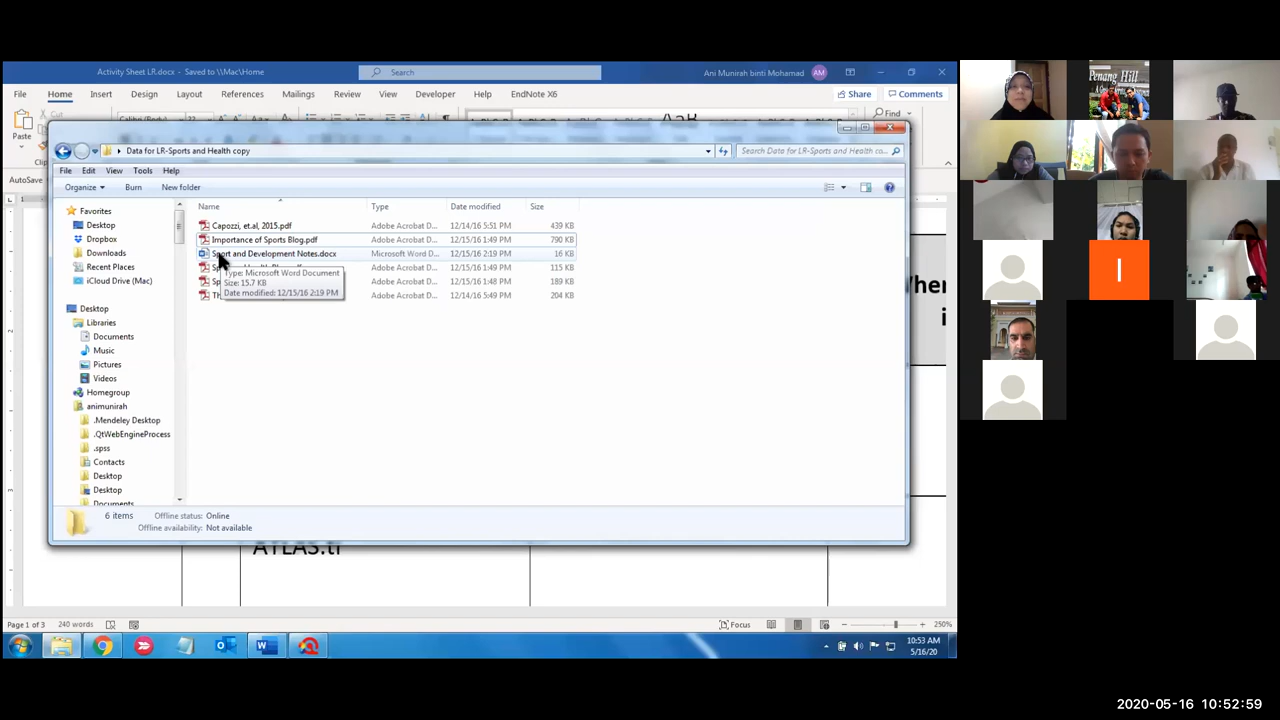 Activity Sheet LR.docx - Saved to \\Mac\Home
Search
Ani Munirah binti Mohamad
AM
File Home Insert Draw Design Layout References Mailings Review View Developer Help EndNote X6
Share
Comments
Paste
Find
AutoSave
Data for LR-Sports and Health copy
Search Data for LR-Sports and Health copy
File Edit View Tools Help
Organize
Burn
New folder
Name Type Date modified Size
Capozzi, et.al, 2015.pdf Adobe Acrobat D... 12/14/16 5:51 PM 439 KB
Importance of Sports Blog.pdf Adobe Acrobat D... 12/15/16 1:49 PM 790 KB
Sport and Development Notes.docx Microsoft Word D... 12/15/16 2:19 PM 16 KB
Adobe Acrobat D... 12/15/16 1:49 PM 115 KB
Adobe Acrobat D... 12/15/16 1:48 PM 189 KB
Adobe Acrobat D... 12/14/16 5:49 PM 204 KB
Type: Microsoft Word Document
Size: 15.7 KB
Date modified: 12/15/16 2:19 PM
Favorites
Desktop
Dropbox
Downloads
Recent Places
iCloud Drive (Mac)
Desktop
Libraries
Documents
Music
Pictures
Videos
Homegroup
animunirah
.Mendeley Desktop
.QtWebEngineProcess
.spss
Contacts
Desktop
Desktop
Documents
6 items
Offline status: Online
Offline availability: Not available
ATLAS.ti
Page 1 of 3
240 words
Focus
250%
10:53 AM
5/16/20
Penang Hill
I
2020-05-16 10:52:59